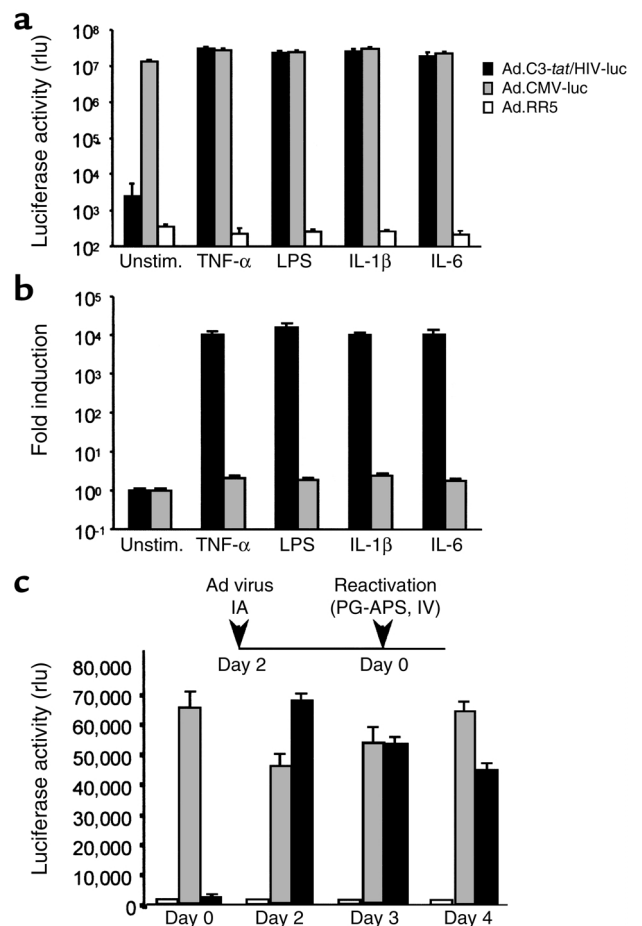 a
Luciferase activity (rlu)
10⁸
10⁷
10⁶
10⁵
10⁴
10³
10²
Unstim. TNF-α LPS IL-1β IL-6
Ad.C3-tat/HIV-luc
Ad.CMV-luc
Ad.RR5
b
Fold induction
10⁵
10⁴
10³
10²
10¹
10⁰
10⁻¹
Unstim. TNF-α LPS IL-1β IL-6
c
Ad virus
IA
Reactivation
(PG-APS, IV)
Day 2 Day 0
Luciferase activity (rlu)
80,000
70,000
60,000
50,000
40,000
30,000
20,000
10,000
0
Day 0 Day 2 Day 3 Day 4